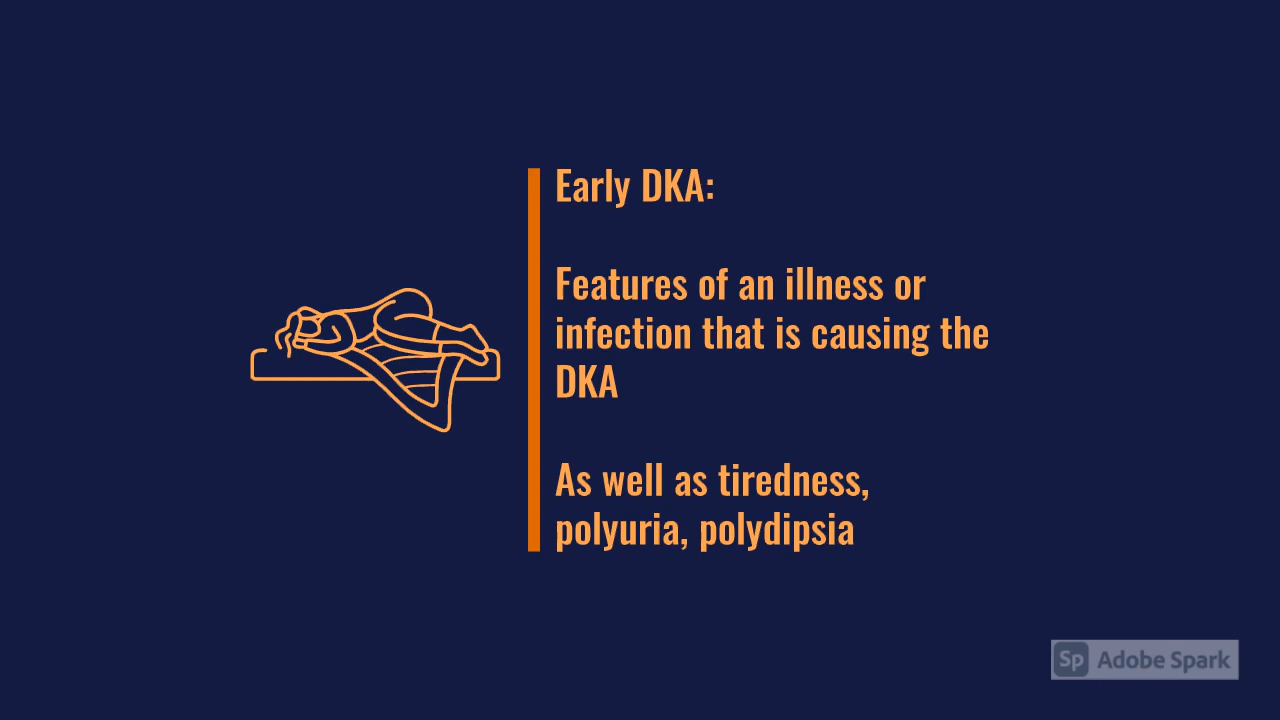 Early DKA:
Features of an illness or
infection that is causing the
DKA
As well as tiredness,
polyuria, polydipsia
Sp Adobe Spark